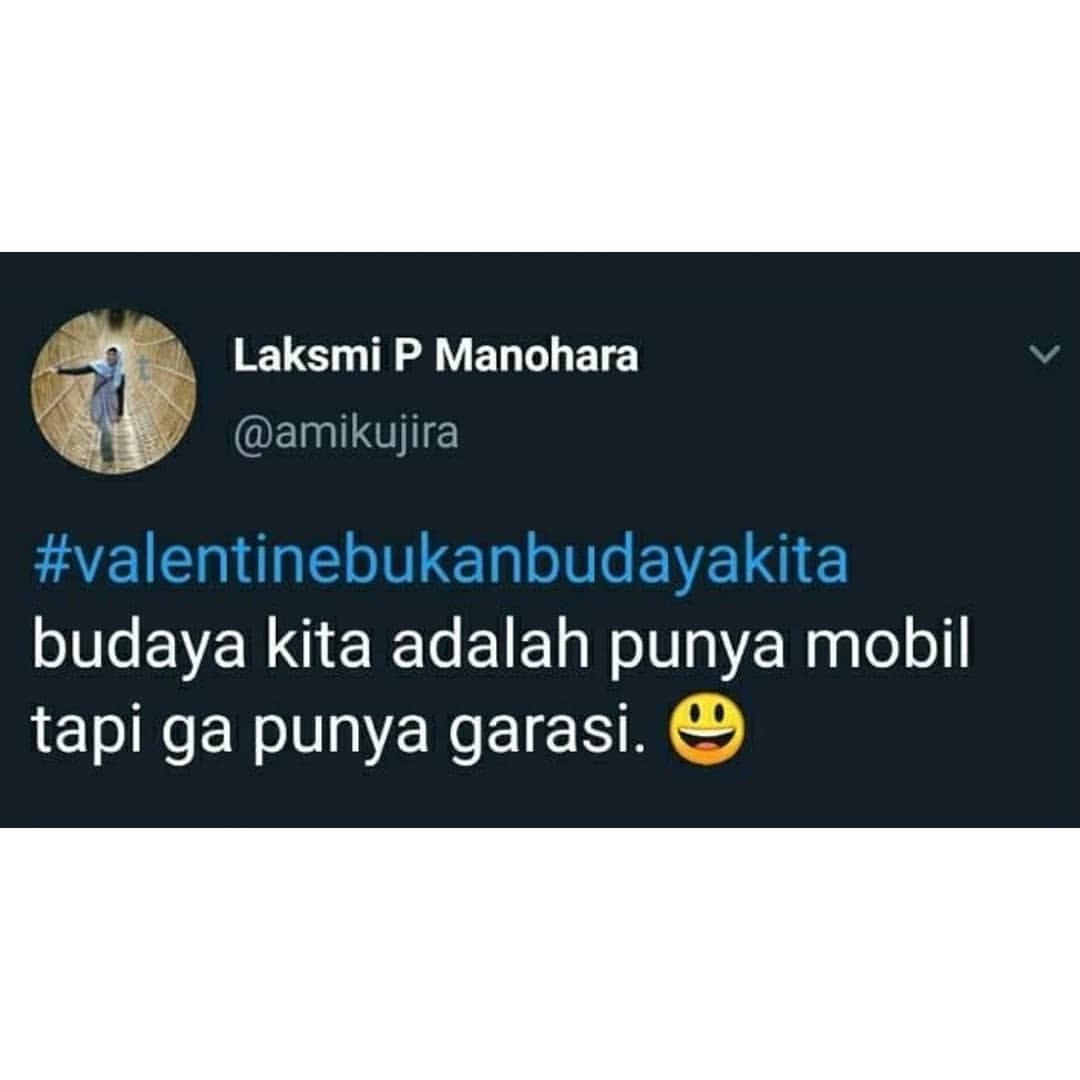 Laksmi P Manohara
@amikujira
#valentinebukanbudayakita
budaya kita adalah punya mobil
tapi ga punya garasi. 😃